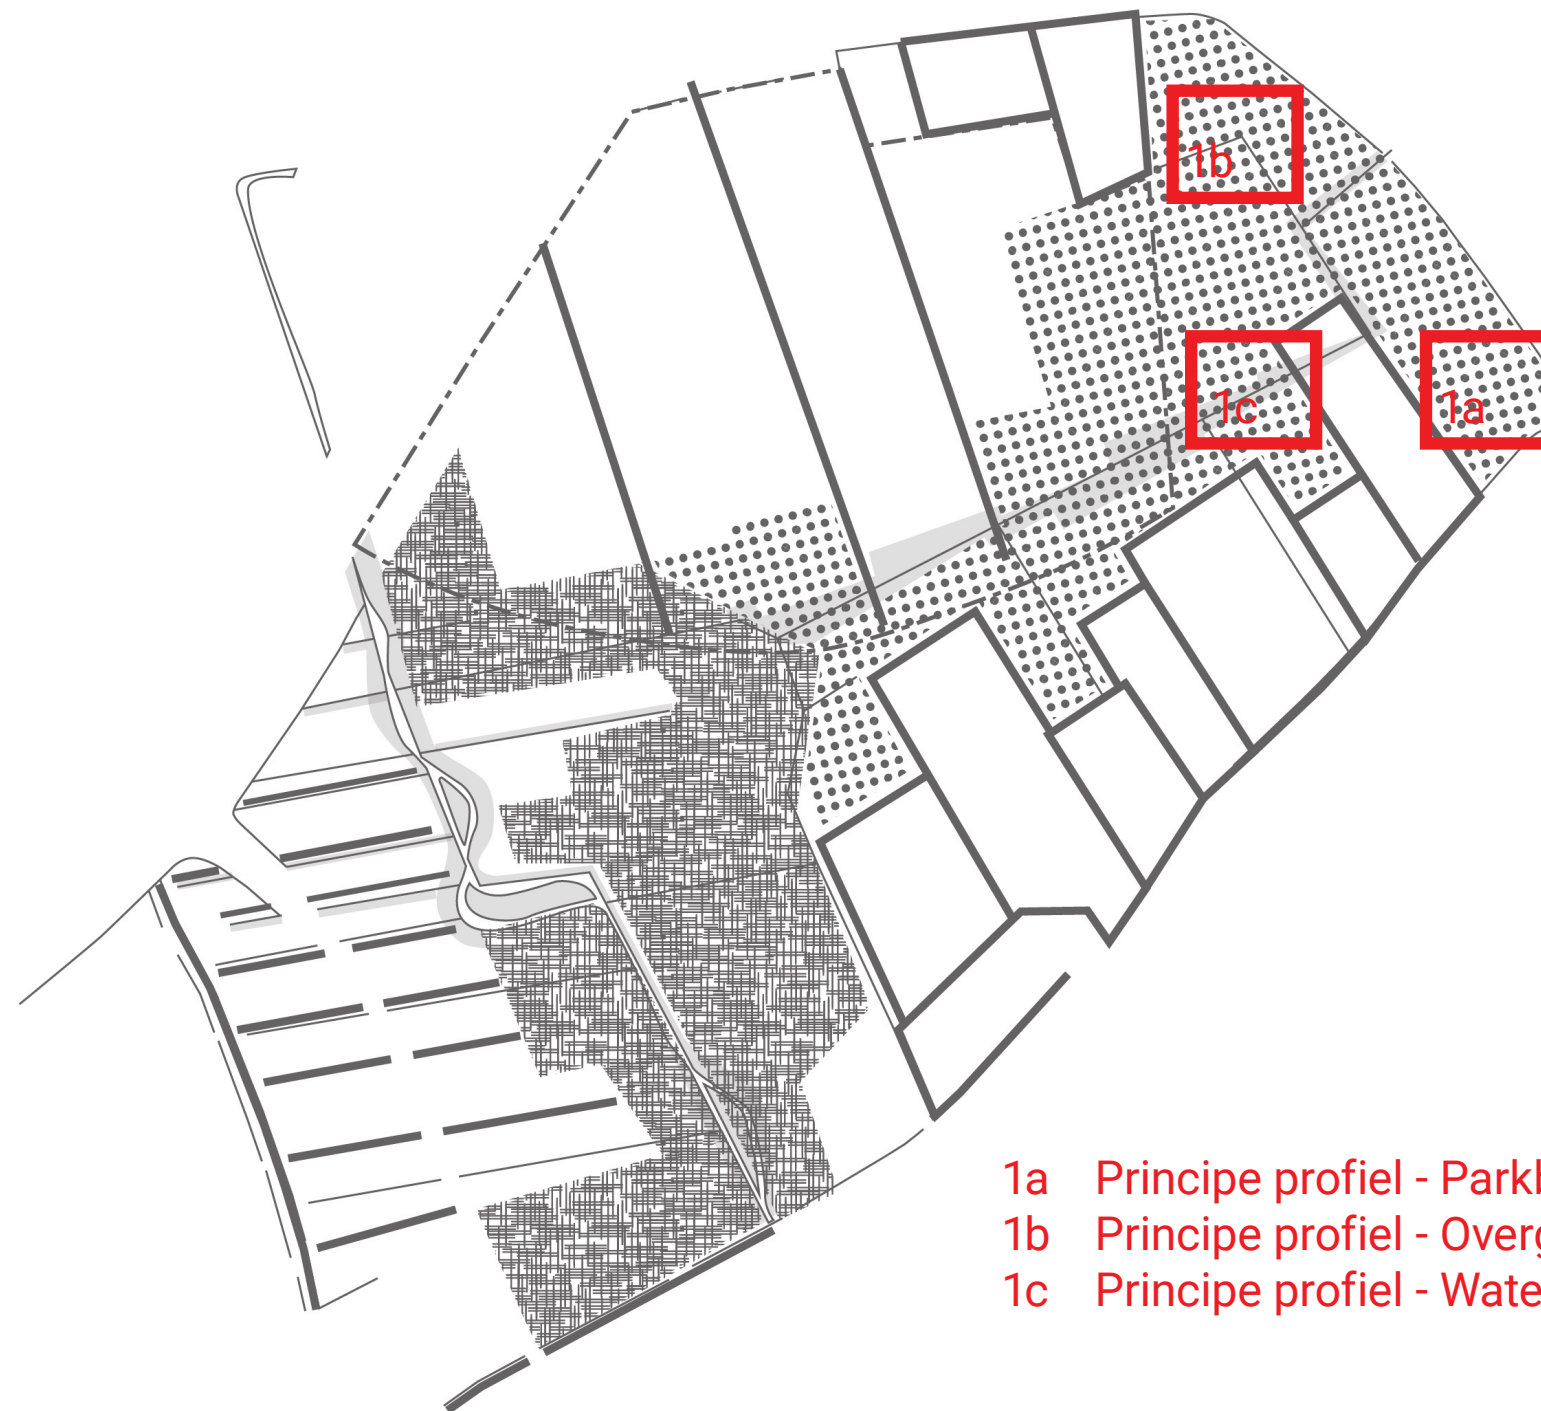 1b
1c
1a
1a Principe profiel - Park
1b Principe profiel - Over
1c Principe profiel - Wate